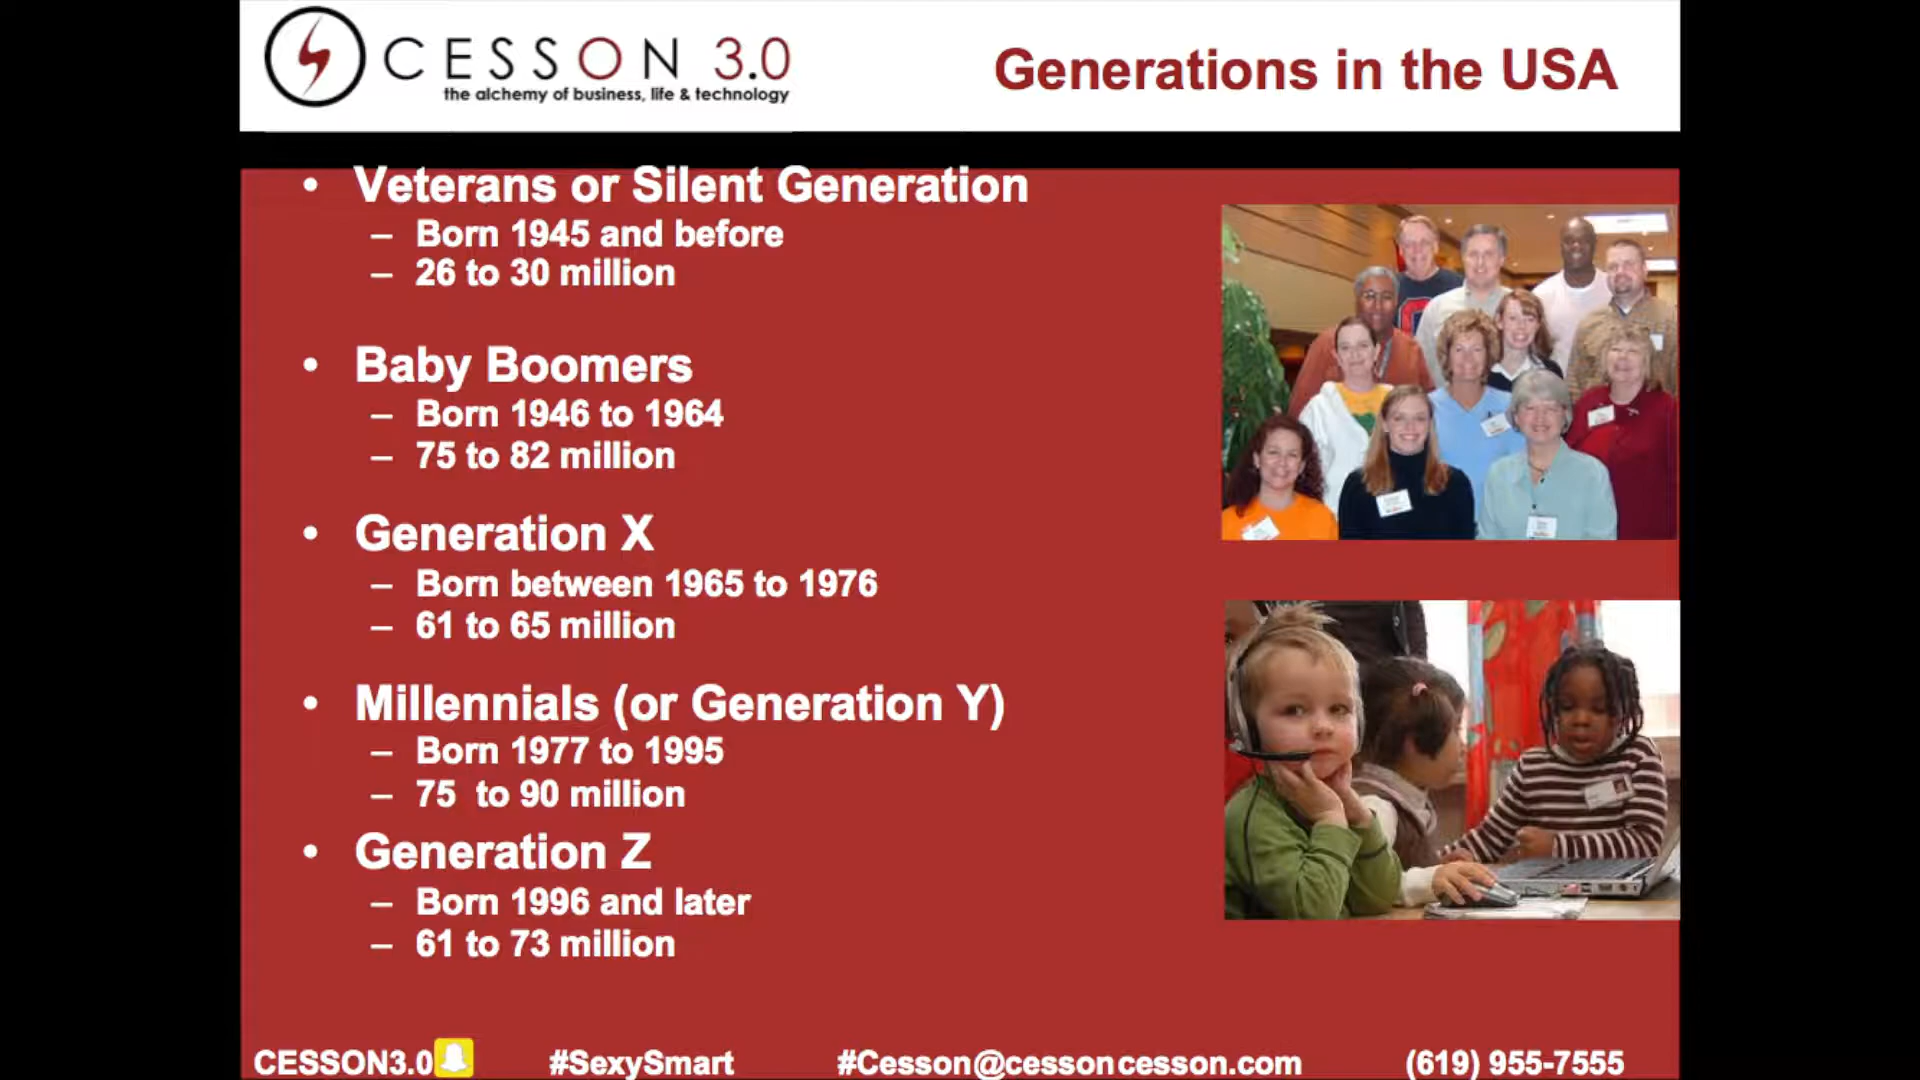 CESSON 3.0
the alchemy of business, life & technology
Generations in the USA
• Veterans or Silent Generation
– Born 1945 and before
– 26 to 30 million
• Baby Boomers
– Born 1946 to 1964
– 75 to 82 million
• Generation X
– Born between 1965 to 1976
– 61 to 65 million
• Millennials (or Generation Y)
– Born 1977 to 1995
– 75 to 90 million
• Generation Z
– Born 1996 and later
– 61 to 73 million
CESSON3.0 #SexySmart #Cesson@cessoncesson.com (619) 955-7555